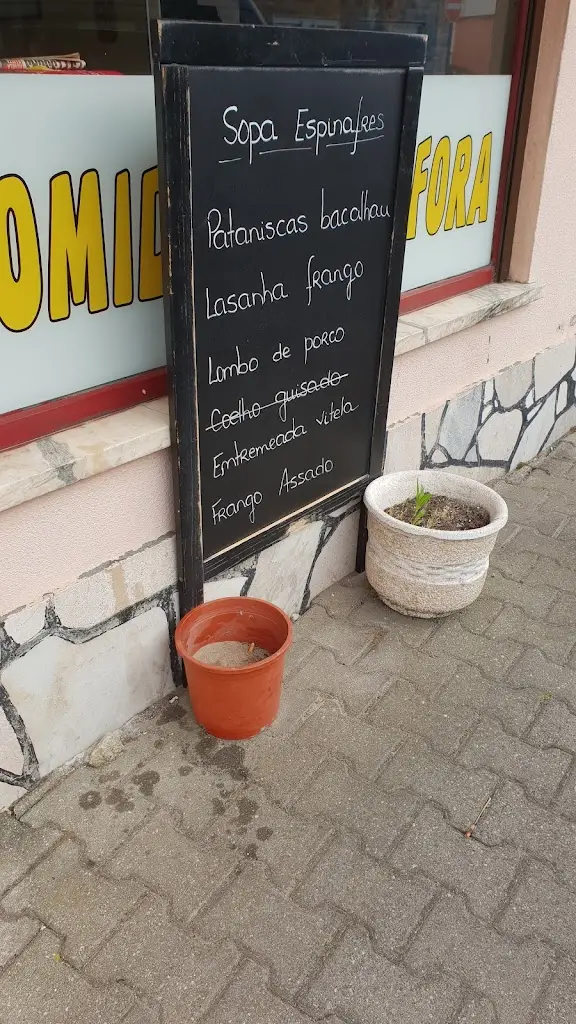 Sopa Espinafres
Pataniscas bacalhau
Lasanha frango
Lombo de porco
Coelho guisado
Entremeada vitela
Frango Assado
OMID
FORA